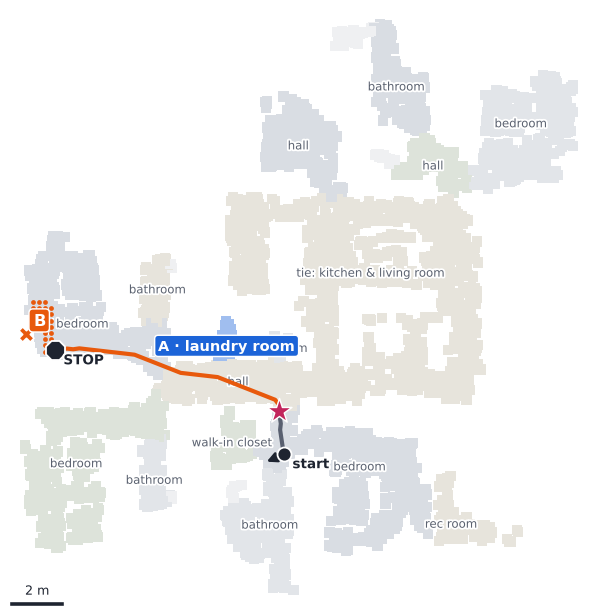 bathroom
bedroom
hall
hall
tie: kitchen & living room
bathroom
B
bedroom
A · laundry room
STOP
hall
walk-in closet
start
bedroom
bedroom
bathroom
bathroom
rec room
2 m